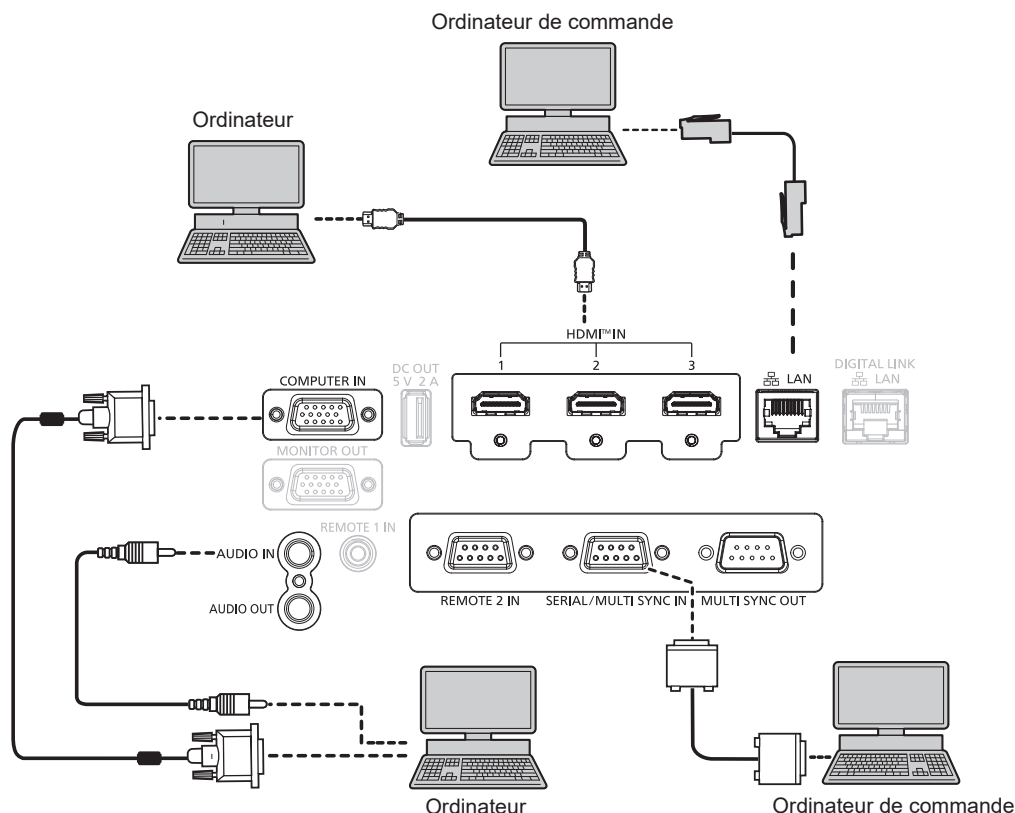 Ordinateur de commande
Ordinateur
HDMI™ IN
1 2 3
DC OUT
5 V 2 A
COMPUTER IN
LAN
DIGITAL LINK
LAN
MONITOR OUT
REMOTE 1 IN
AUDIO IN
AUDIO OUT
REMOTE 2 IN
SERIAL/MULTI SYNC IN
MULTI SYNC OUT
Ordinateur
Ordinateur de commande